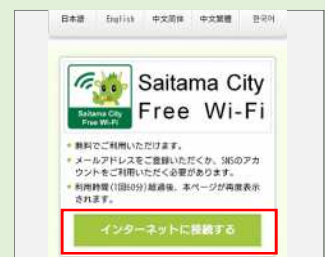 日本語 English 中文简体 中文繁體 한국어
Saitama City
Free Wi-Fi
Saitama City
Free Wi-Fi
無料でご利用いただけます。
メールアドレスをご登録いただくか、SNSのアカ
ウントをご利用いただく必要があります。
利用時間(1回60分)超過後、本ページが再度表示
されます。
インターネットに接続する